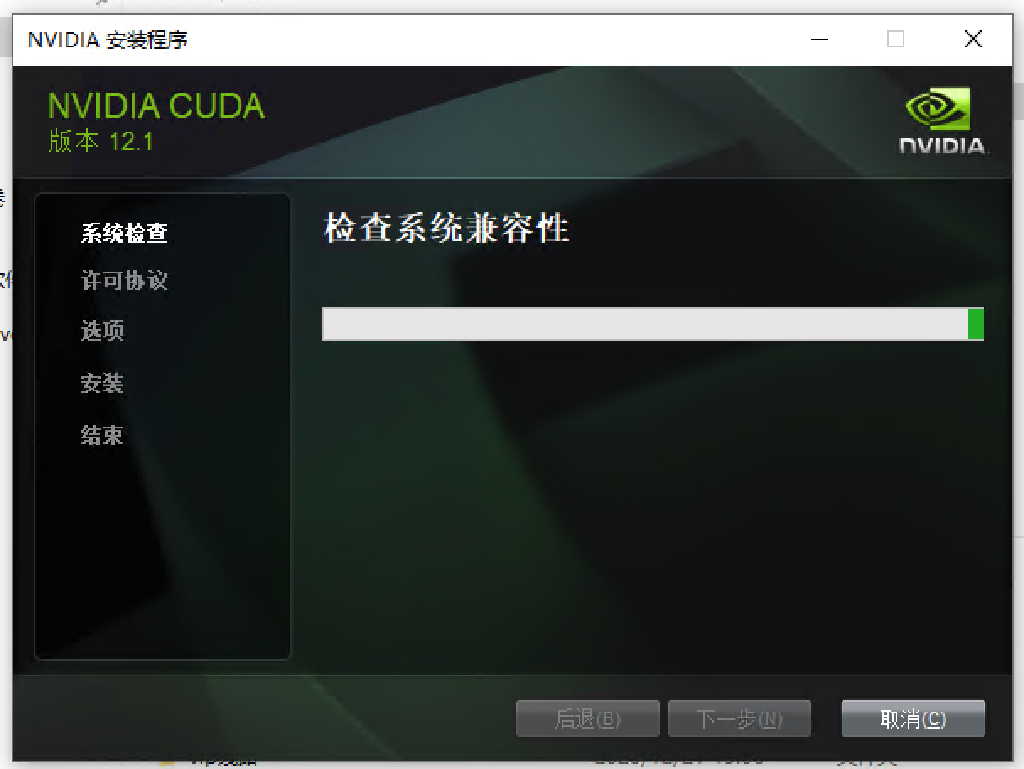 NVIDIA 安装程序
NVIDIA CUDA
版本 12.1
NVIDIA
系统检查
许可协议
选项
安装
结束
检查系统兼容性
后退(B)
下一步(N)
取消(C)